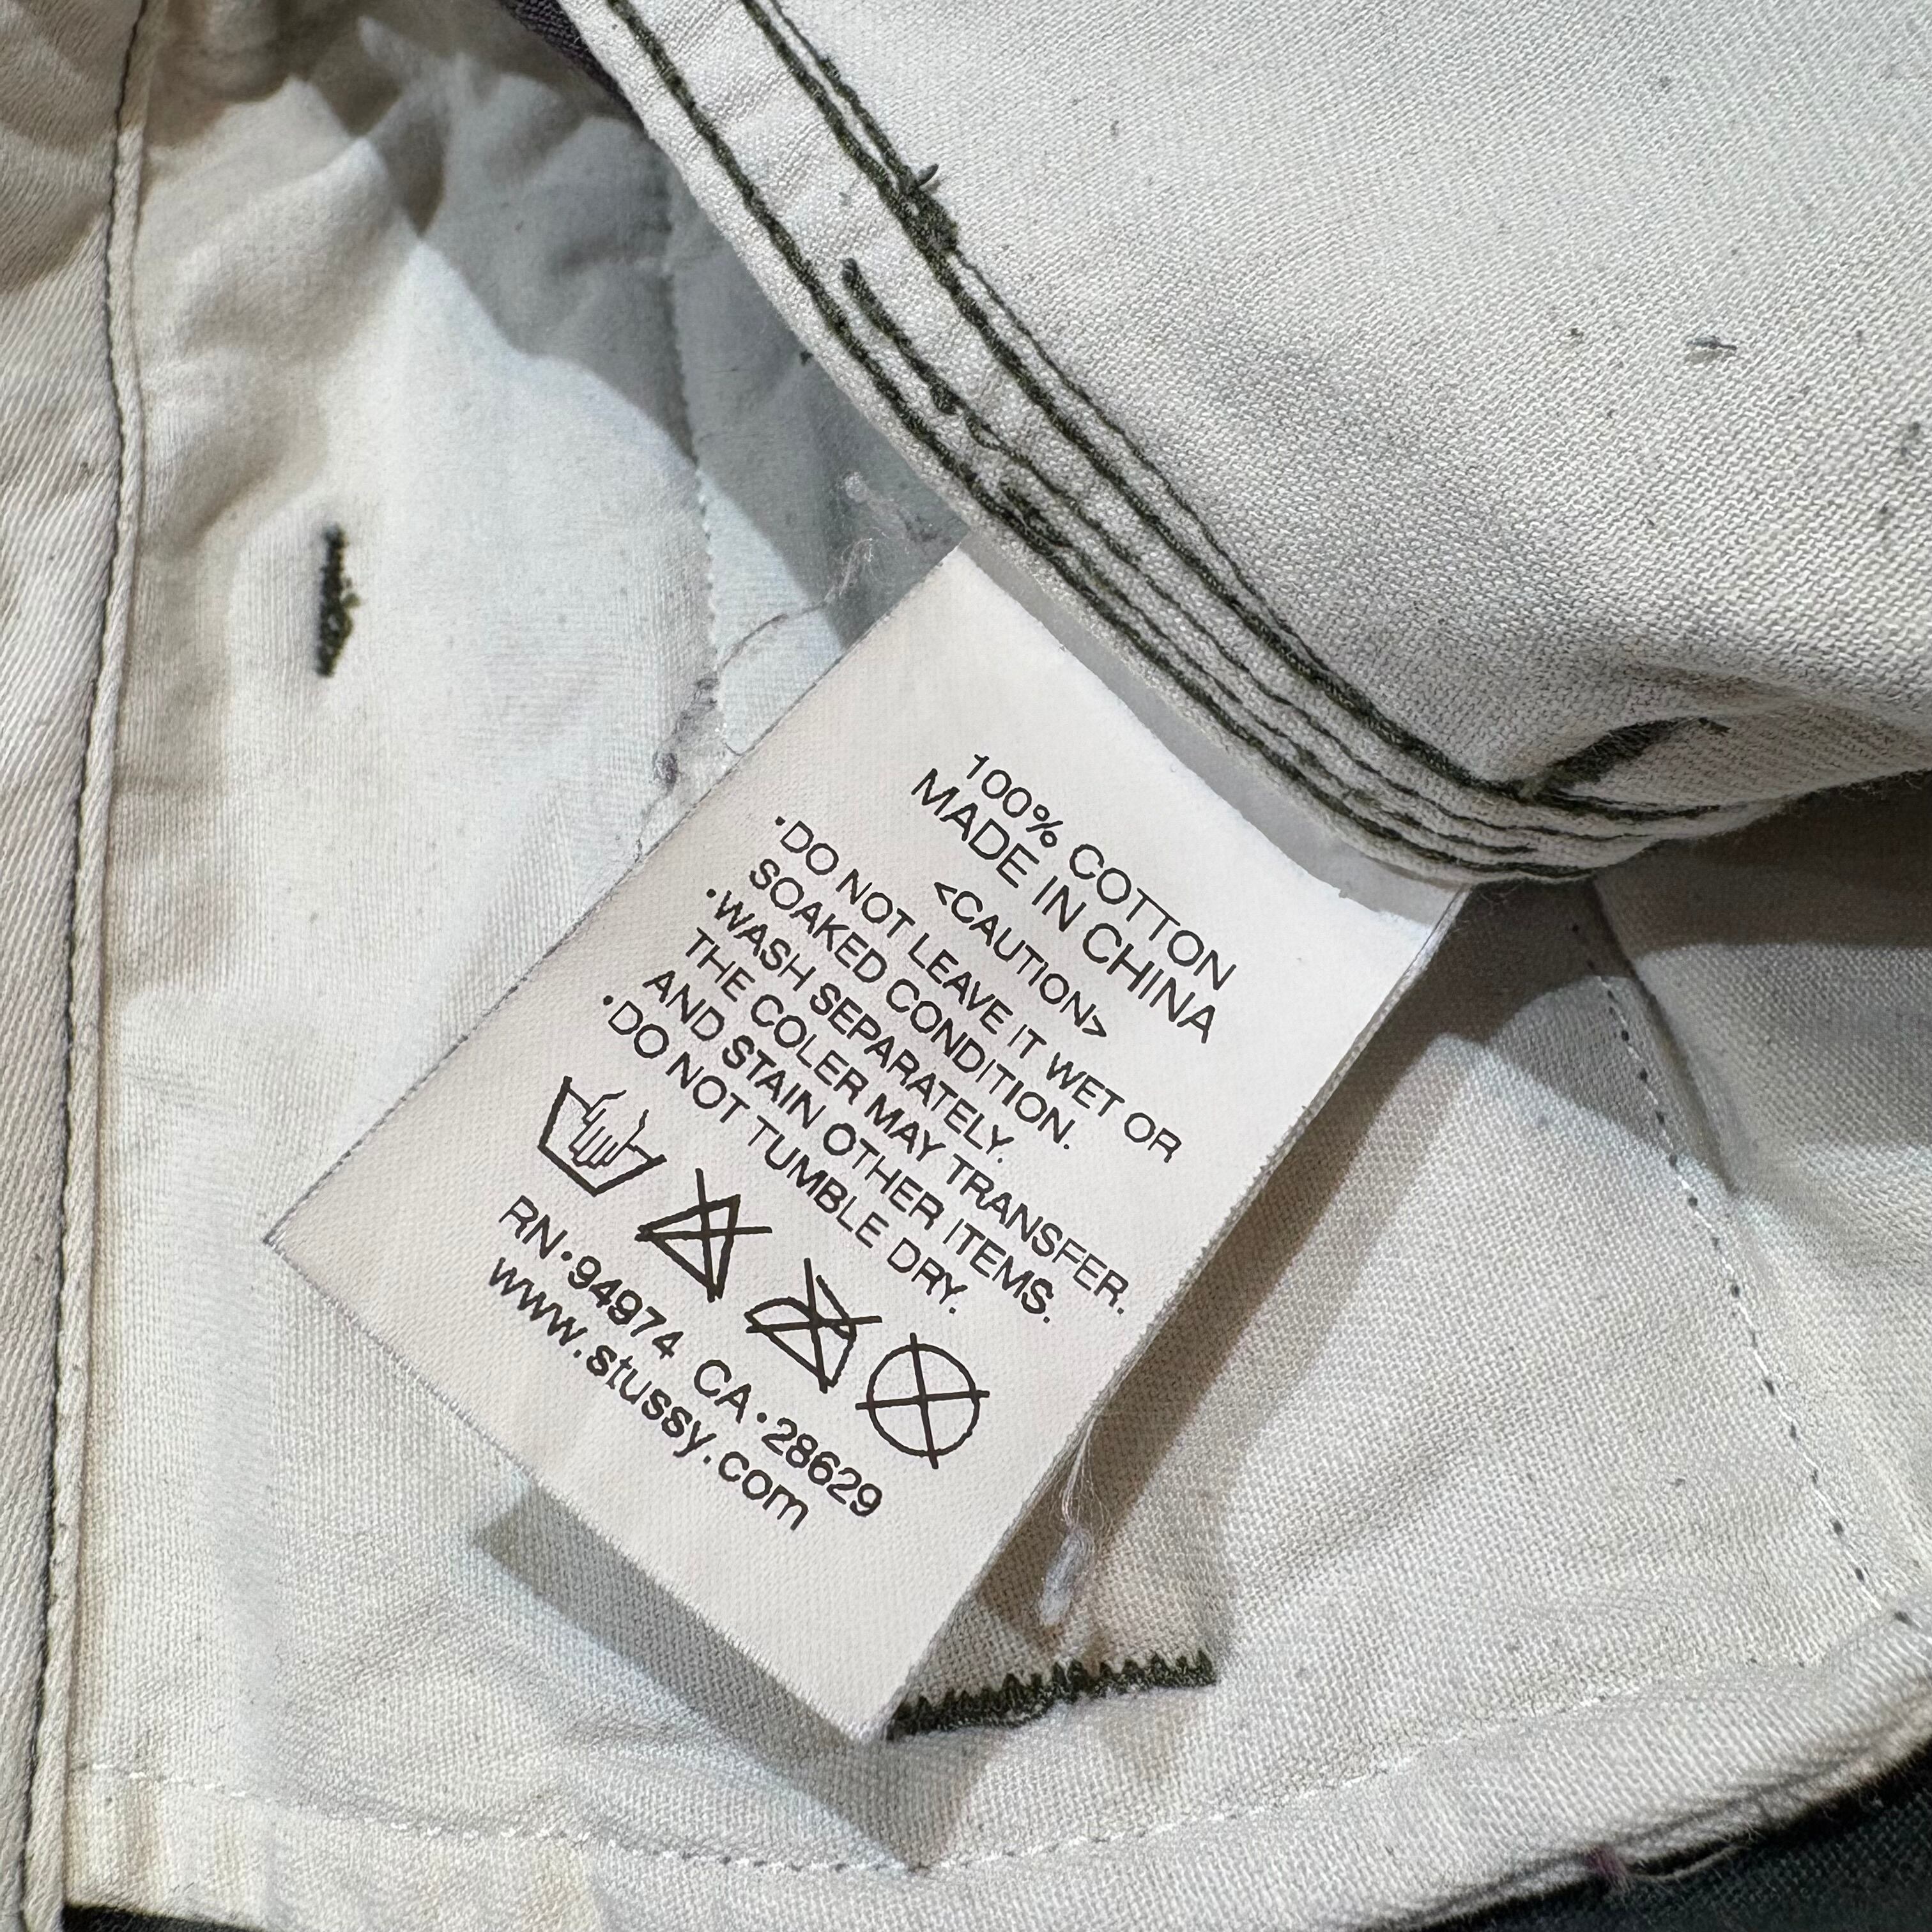 100% COTTON
MADE IN CHINA
<CAUTION>
·DO NOT LEAVE IT WET OR
SOAKED CONDITION.
·WASH SEPARATELY.
THE COLER MAY TRANSFER.
AND STAIN OTHER ITEMS.
·DO NOT TUMBLE DRY.
RN·94974 CA·28629
www.stussy.com